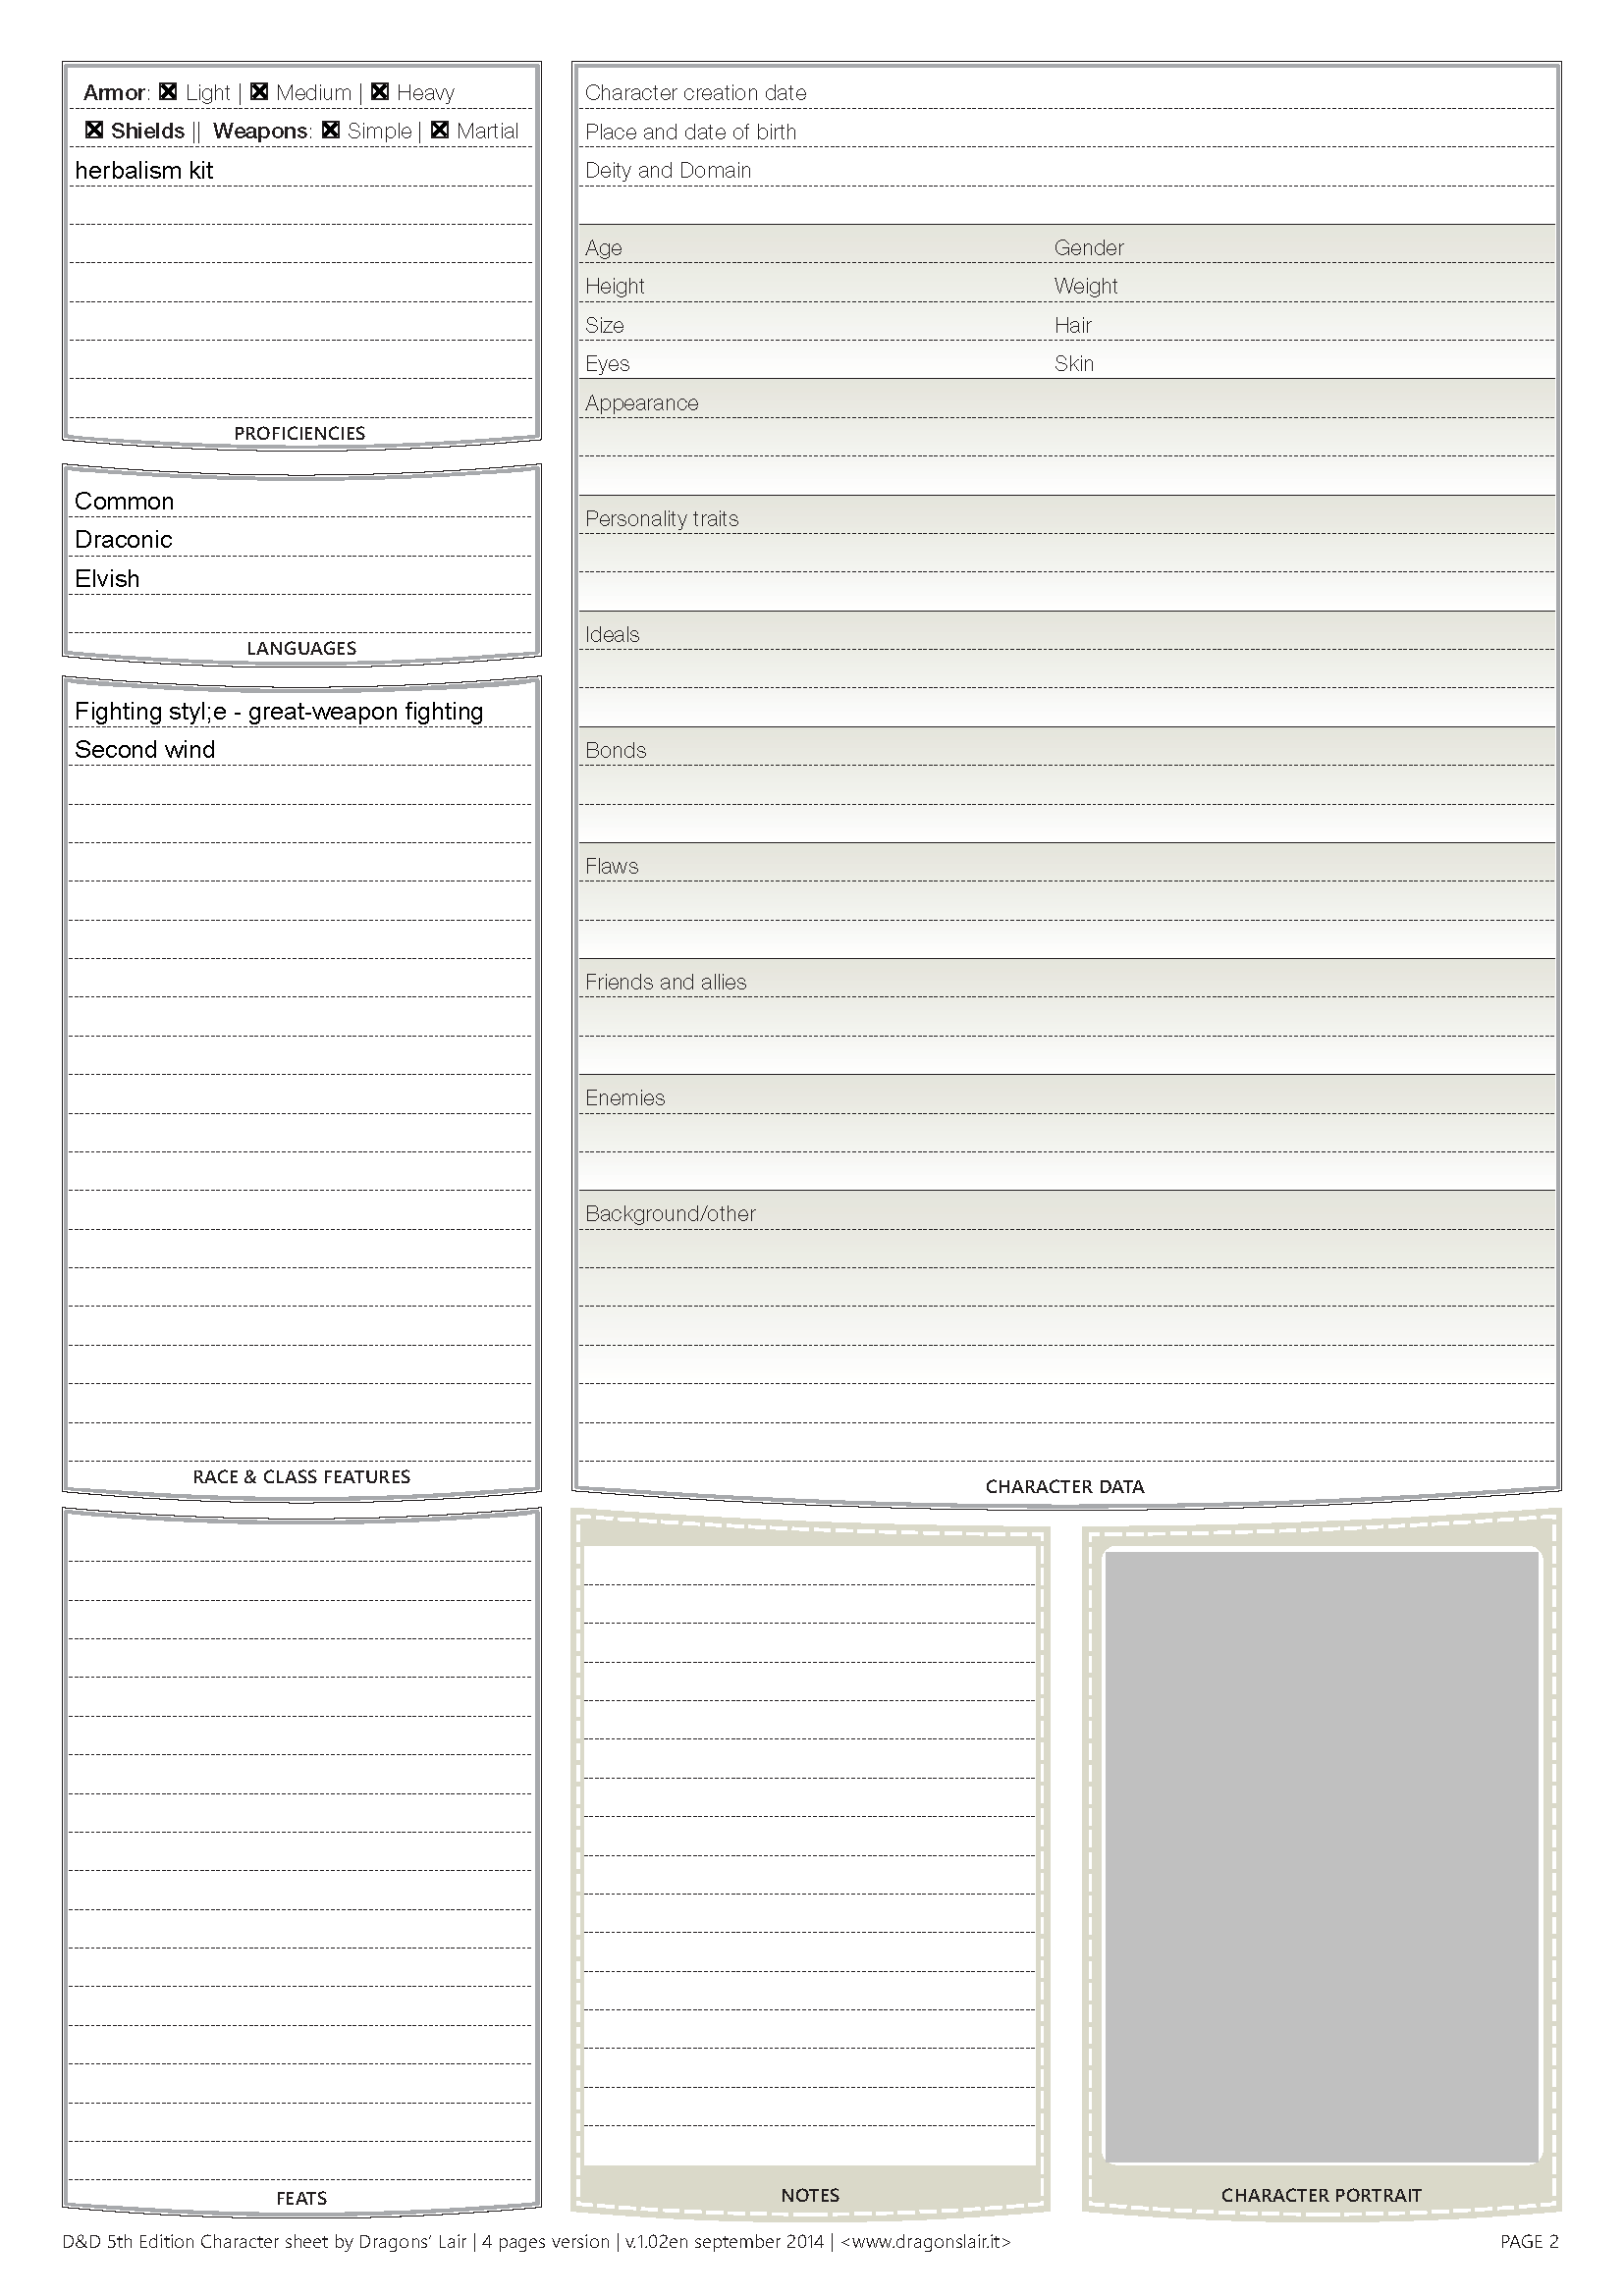 Armor: ☒ Light | ☒ Medium | ☒ Heavy
☒ Shields || Weapons: ☒ Simple | ☒ Martial
herbalism kit
PROFICIENCIES
Common
Draconic
Elvish
LANGUAGES
Fighting styl;e - great-weapon fighting
Second wind
RACE & CLASS FEATURES
FEATS
Character creation date
Place and date of birth
Deity and Domain
Age Gender
Height Weight
Size Hair
Eyes Skin
Appearance
Personality traits
Ideals
Bonds
Flaws
Friends and allies
Enemies
Background/other
CHARACTER DATA
NOTES
CHARACTER PORTRAIT
D&D 5th Edition Character sheet by Dragons’ Lair | 4 pages version | v.1.02en september 2014 | <www.dragonslair.it> PAGE 2